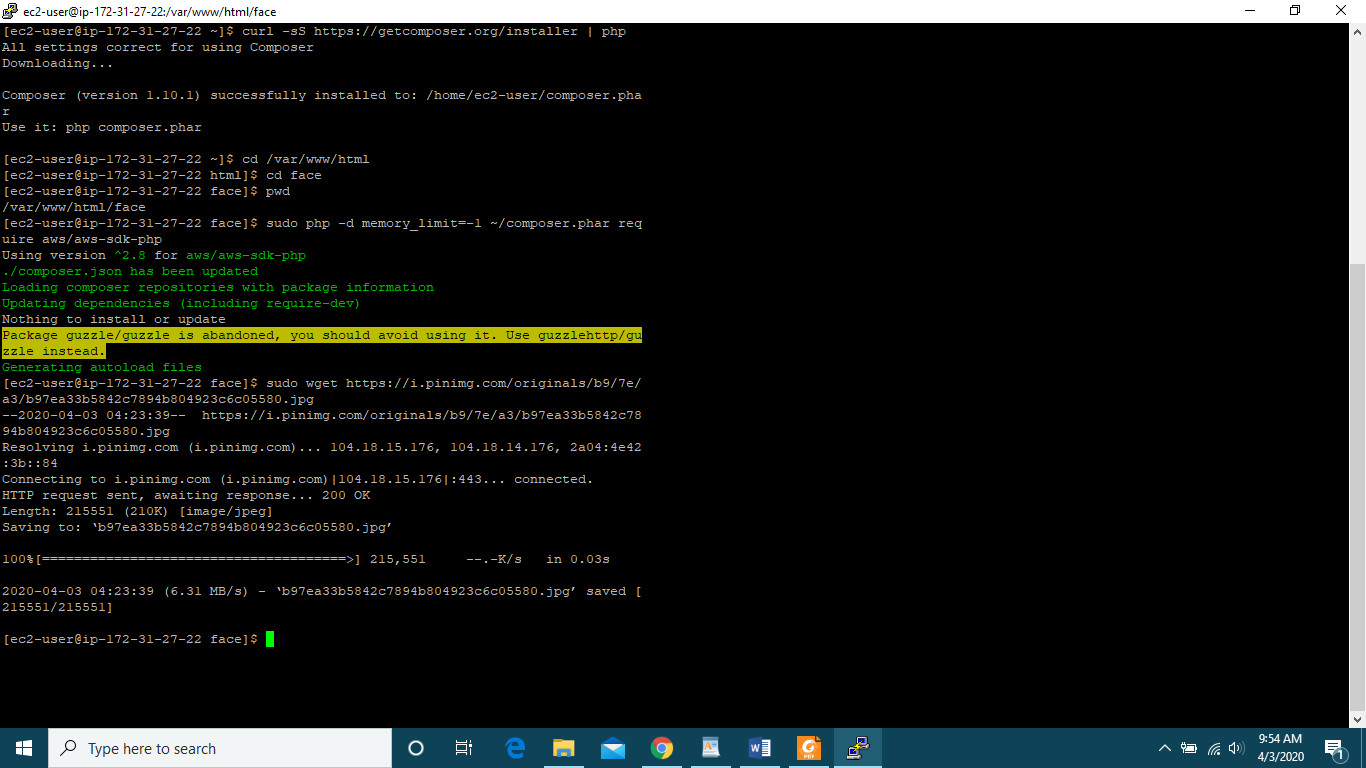 ec2-user@ip-172-31-27-22:/var/www/html/face
[ec2-user@ip-172-31-27-22 ~]$ curl -sS https://getcomposer.org/installer | php
All settings correct for using Composer
Downloading...
Composer (version 1.10.1) successfully installed to: /home/ec2-user/composer.pha
r
Use it: php composer.phar
[ec2-user@ip-172-31-27-22 ~]$ cd /var/www/html
[ec2-user@ip-172-31-27-22 html]$ cd face
[ec2-user@ip-172-31-27-22 face]$ pwd
/var/www/html/face
[ec2-user@ip-172-31-27-22 face]$ sudo php -d memory_limit=-1 ~/composer.phar req
uire aws/aws-sdk-php
Using version ^2.8 for aws/aws-sdk-php
./composer.json has been updated
Loading composer repositories with package information
Updating dependencies (including require-dev)
Nothing to install or update
Package guzzle/guzzle is abandoned, you should avoid using it. Use guzzlehttp/gu
zzle instead.
Generating autoload files
[ec2-user@ip-172-31-27-22 face]$ sudo wget https://i.pinimg.com/originals/b9/7e/
a3/b97ea33b5842c7894b804923c6c05580.jpg
--2020-04-03 04:23:39--  https://i.pinimg.com/originals/b9/7e/a3/b97ea33b5842c78
94b804923c6c05580.jpg
Resolving i.pinimg.com (i.pinimg.com)... 104.18.15.176, 104.18.14.176, 2a04:4e42
:3b::84
Connecting to i.pinimg.com (i.pinimg.com)|104.18.15.176|:443... connected.
HTTP request sent, awaiting response... 200 OK
Length: 215551 (210K) [image/jpeg]
Saving to: ‘b97ea33b5842c7894b804923c6c05580.jpg’
100%[======================================>] 215,551     --.-K/s   in 0.03s
2020-04-03 04:23:39 (6.31 MB/s) - ‘b97ea33b5842c7894b804923c6c05580.jpg’ saved [
215551/215551]
[ec2-user@ip-172-31-27-22 face]$
Type here to search
9:54 AM
4/3/2020
1